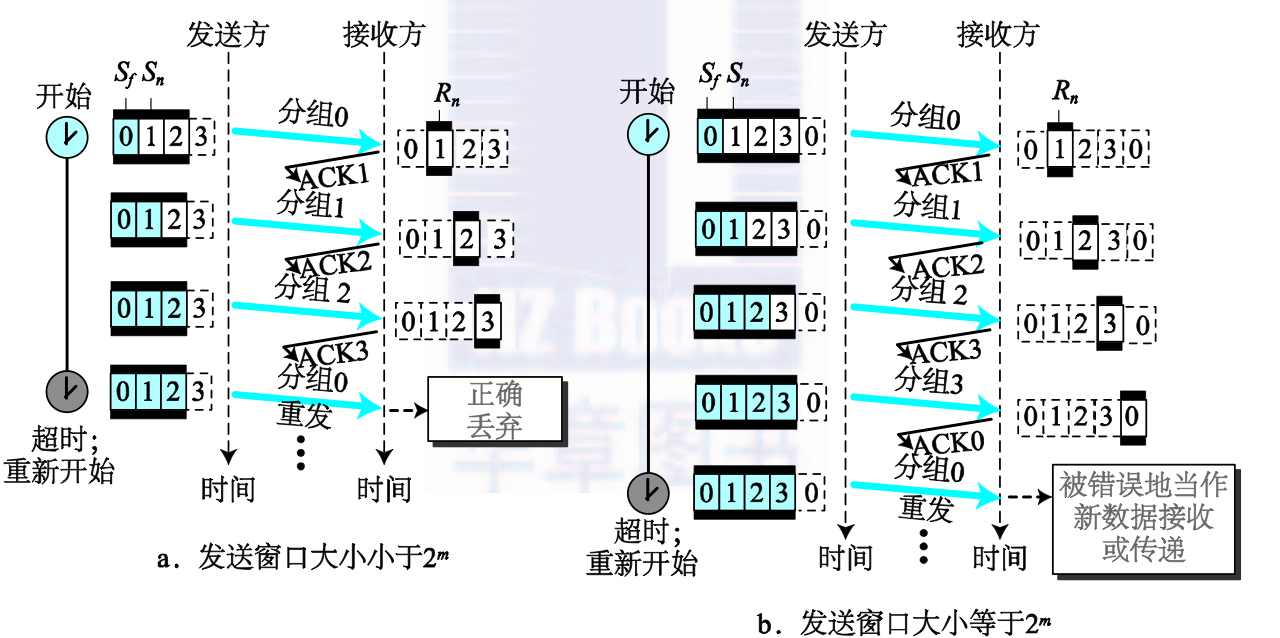 发送方 接收方
S_f S_n
开始
R_n
0 1 2 3
分组0
0 1 2 3
ACK1
0 1 2 3
分组1
0 1 2 3
ACK2
0 1 2 3
分组 2
0 1 2 3
ACK3
0 1 2 3
分组0
重发
正确
丢弃
超时；
重新开始
时间 时间
a. 发送窗口大小小于2^m
发送方 接收方
S_f S_n
开始
R_n
0 1 2 3 0
分组0
0 1 2 3 0
ACK1
0 1 2 3 0
分组1
0 1 2 3 0
ACK2
0 1 2 3 0
分组 2
0 1 2 3 0
ACK3
0 1 2 3 0
分组3
0 1 2 3 0
ACK0
0 1 2 3 0
分组0
重发
被错误地当作
新数据接收
或传递
超时；
重新开始
时间 时间
b. 发送窗口大小等于2^m
HZ Books
华章图书